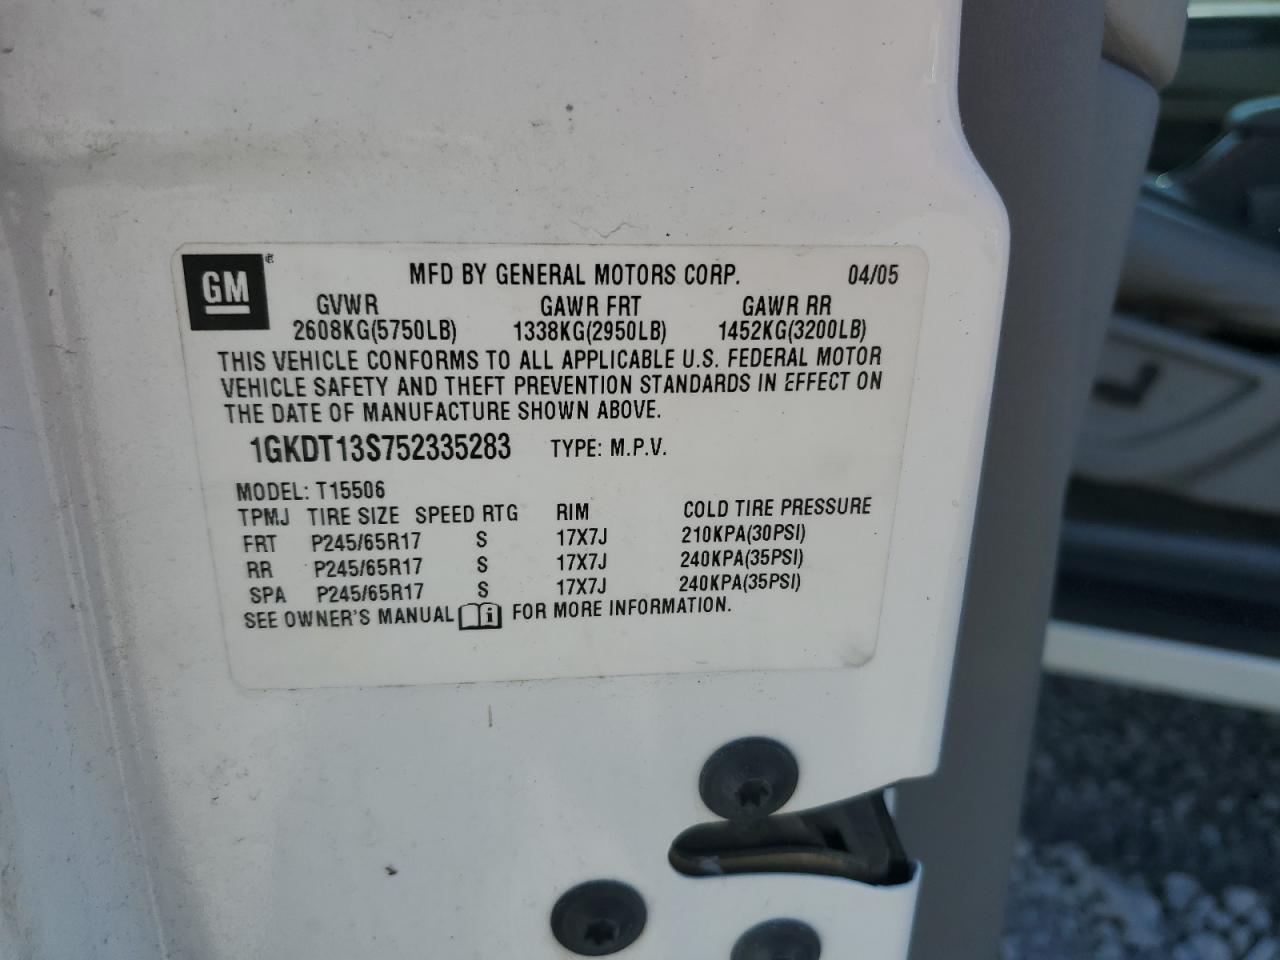 GM
MFD BY GENERAL MOTORS CORP. 04/05
GVWR GAWR FRT GAWR RR
2608KG(5750LB) 1338KG(2950LB) 1452KG(3200LB)
THIS VEHICLE CONFORMS TO ALL APPLICABLE U.S. FEDERAL MOTOR
VEHICLE SAFETY AND THEFT PREVENTION STANDARDS IN EFFECT ON
THE DATE OF MANUFACTURE SHOWN ABOVE.
1GKDT13S752335283 TYPE: M.P.V.
MODEL: T15506
TPMJ TIRE SIZE SPEED RTG RIM COLD TIRE PRESSURE
FRT P245/65R17 S 17X7J 210KPA(30PSI)
RR P245/65R17 S 17X7J 240KPA(35PSI)
SPA P245/65R17 S 17X7J 240KPA(35PSI)
SEE OWNER'S MANUAL i FOR MORE INFORMATION.